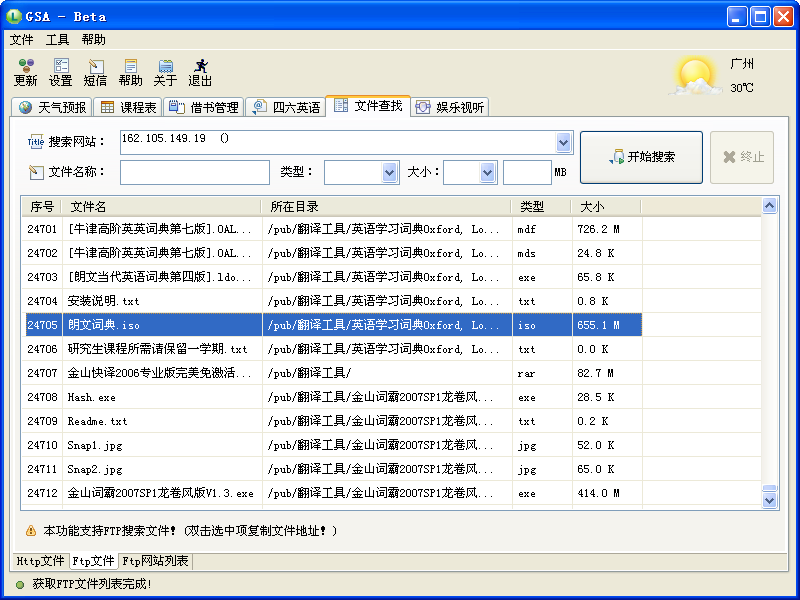 GSA - Beta
文件 工具 帮助
更新 设置 短信 帮助 关于 退出
广州
30℃
天气预报 课程表 借书管理 四六英语 文件查找 娱乐视听
Title 搜索网站： 162.105.149.19 () 开始搜索 终止
文件名称： 类型： 大小： MB
序号 文件名 所在目录 类型 大小
24701 [牛津高阶英英词典第七版].OAL... /pub/翻译工具/英语学习词典Oxford, Lo... mdf 726.2 M
24702 [牛津高阶英英词典第七版].OAL... /pub/翻译工具/英语学习词典Oxford, Lo... mds 24.8 K
24703 [朗文当代英语词典第四版].ldo... /pub/翻译工具/英语学习词典Oxford, Lo... exe 65.8 K
24704 安装说明.txt /pub/翻译工具/英语学习词典Oxford, Lo... txt 0.8 K
24705 朗文词典.iso /pub/翻译工具/英语学习词典Oxford, Lo... iso 655.1 M
24706 研究生课程所需请保留一学期.txt /pub/翻译工具/英语学习词典Oxford, Lo... txt 0.0 K
24707 金山快译2006专业版完美免激活... /pub/翻译工具/ rar 82.7 M
24708 Hash.exe /pub/翻译工具/金山词霸2007SP1龙卷风... exe 28.5 K
24709 Readme.txt /pub/翻译工具/金山词霸2007SP1龙卷风... txt 0.2 K
24710 Snap1.jpg /pub/翻译工具/金山词霸2007SP1龙卷风... jpg 52.0 K
24711 Snap2.jpg /pub/翻译工具/金山词霸2007SP1龙卷风... jpg 65.0 K
24712 金山词霸2007SP1龙卷风版V1.3.exe /pub/翻译工具/金山词霸2007SP1龙卷风... exe 414.0 M
本功能支持FTP搜索文件！(双击选中项复制文件地址！)
Http文件 Ftp文件 Ftp网站列表
获取FTP文件列表完成!